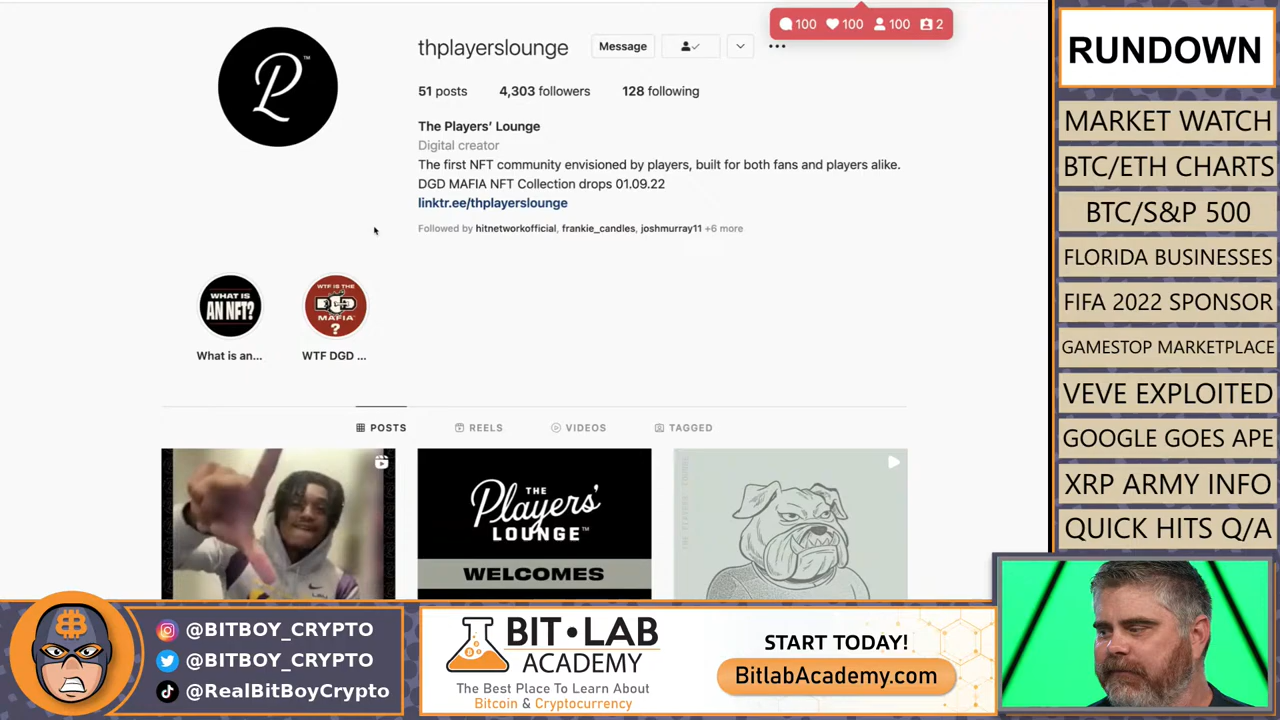 100 100 100 2
thplayerslounge Message
51 posts 4,303 followers 128 following
The Players' Lounge
Digital creator
The first NFT community envisioned by players, built for both fans and players alike.
DGD MAFIA NFT Collection drops 01.09.22
linktr.ee/thplayerslounge
Followed by hitnetworkofficial, frankie_candles, joshmurray11 +6 more
WHAT IS
AN NFT?
WTF IS THE
DGD
MAFIA
?
What is an...
WTF DGD ...
POSTS REELS VIDEOS TAGGED
P™
THE
Players'
LOUNGE™
WELCOMES
RUNDOWN
MARKET WATCH
BTC/ETH CHARTS
BTC/S&P 500
FLORIDA BUSINESSES
FIFA 2022 SPONSOR
GAMESTOP MARKETPLACE
VEVE EXPLOITED
GOOGLE GOES APE
XRP ARMY INFO
QUICK HITS Q/A
@BITBOY_CRYPTO
@BITBOY_CRYPTO
@RealBitBoyCrypto
BIT•LAB
ACADEMY
The Best Place To Learn About
Bitcoin & Cryptocurrency
START TODAY!
BitlabAcademy.com